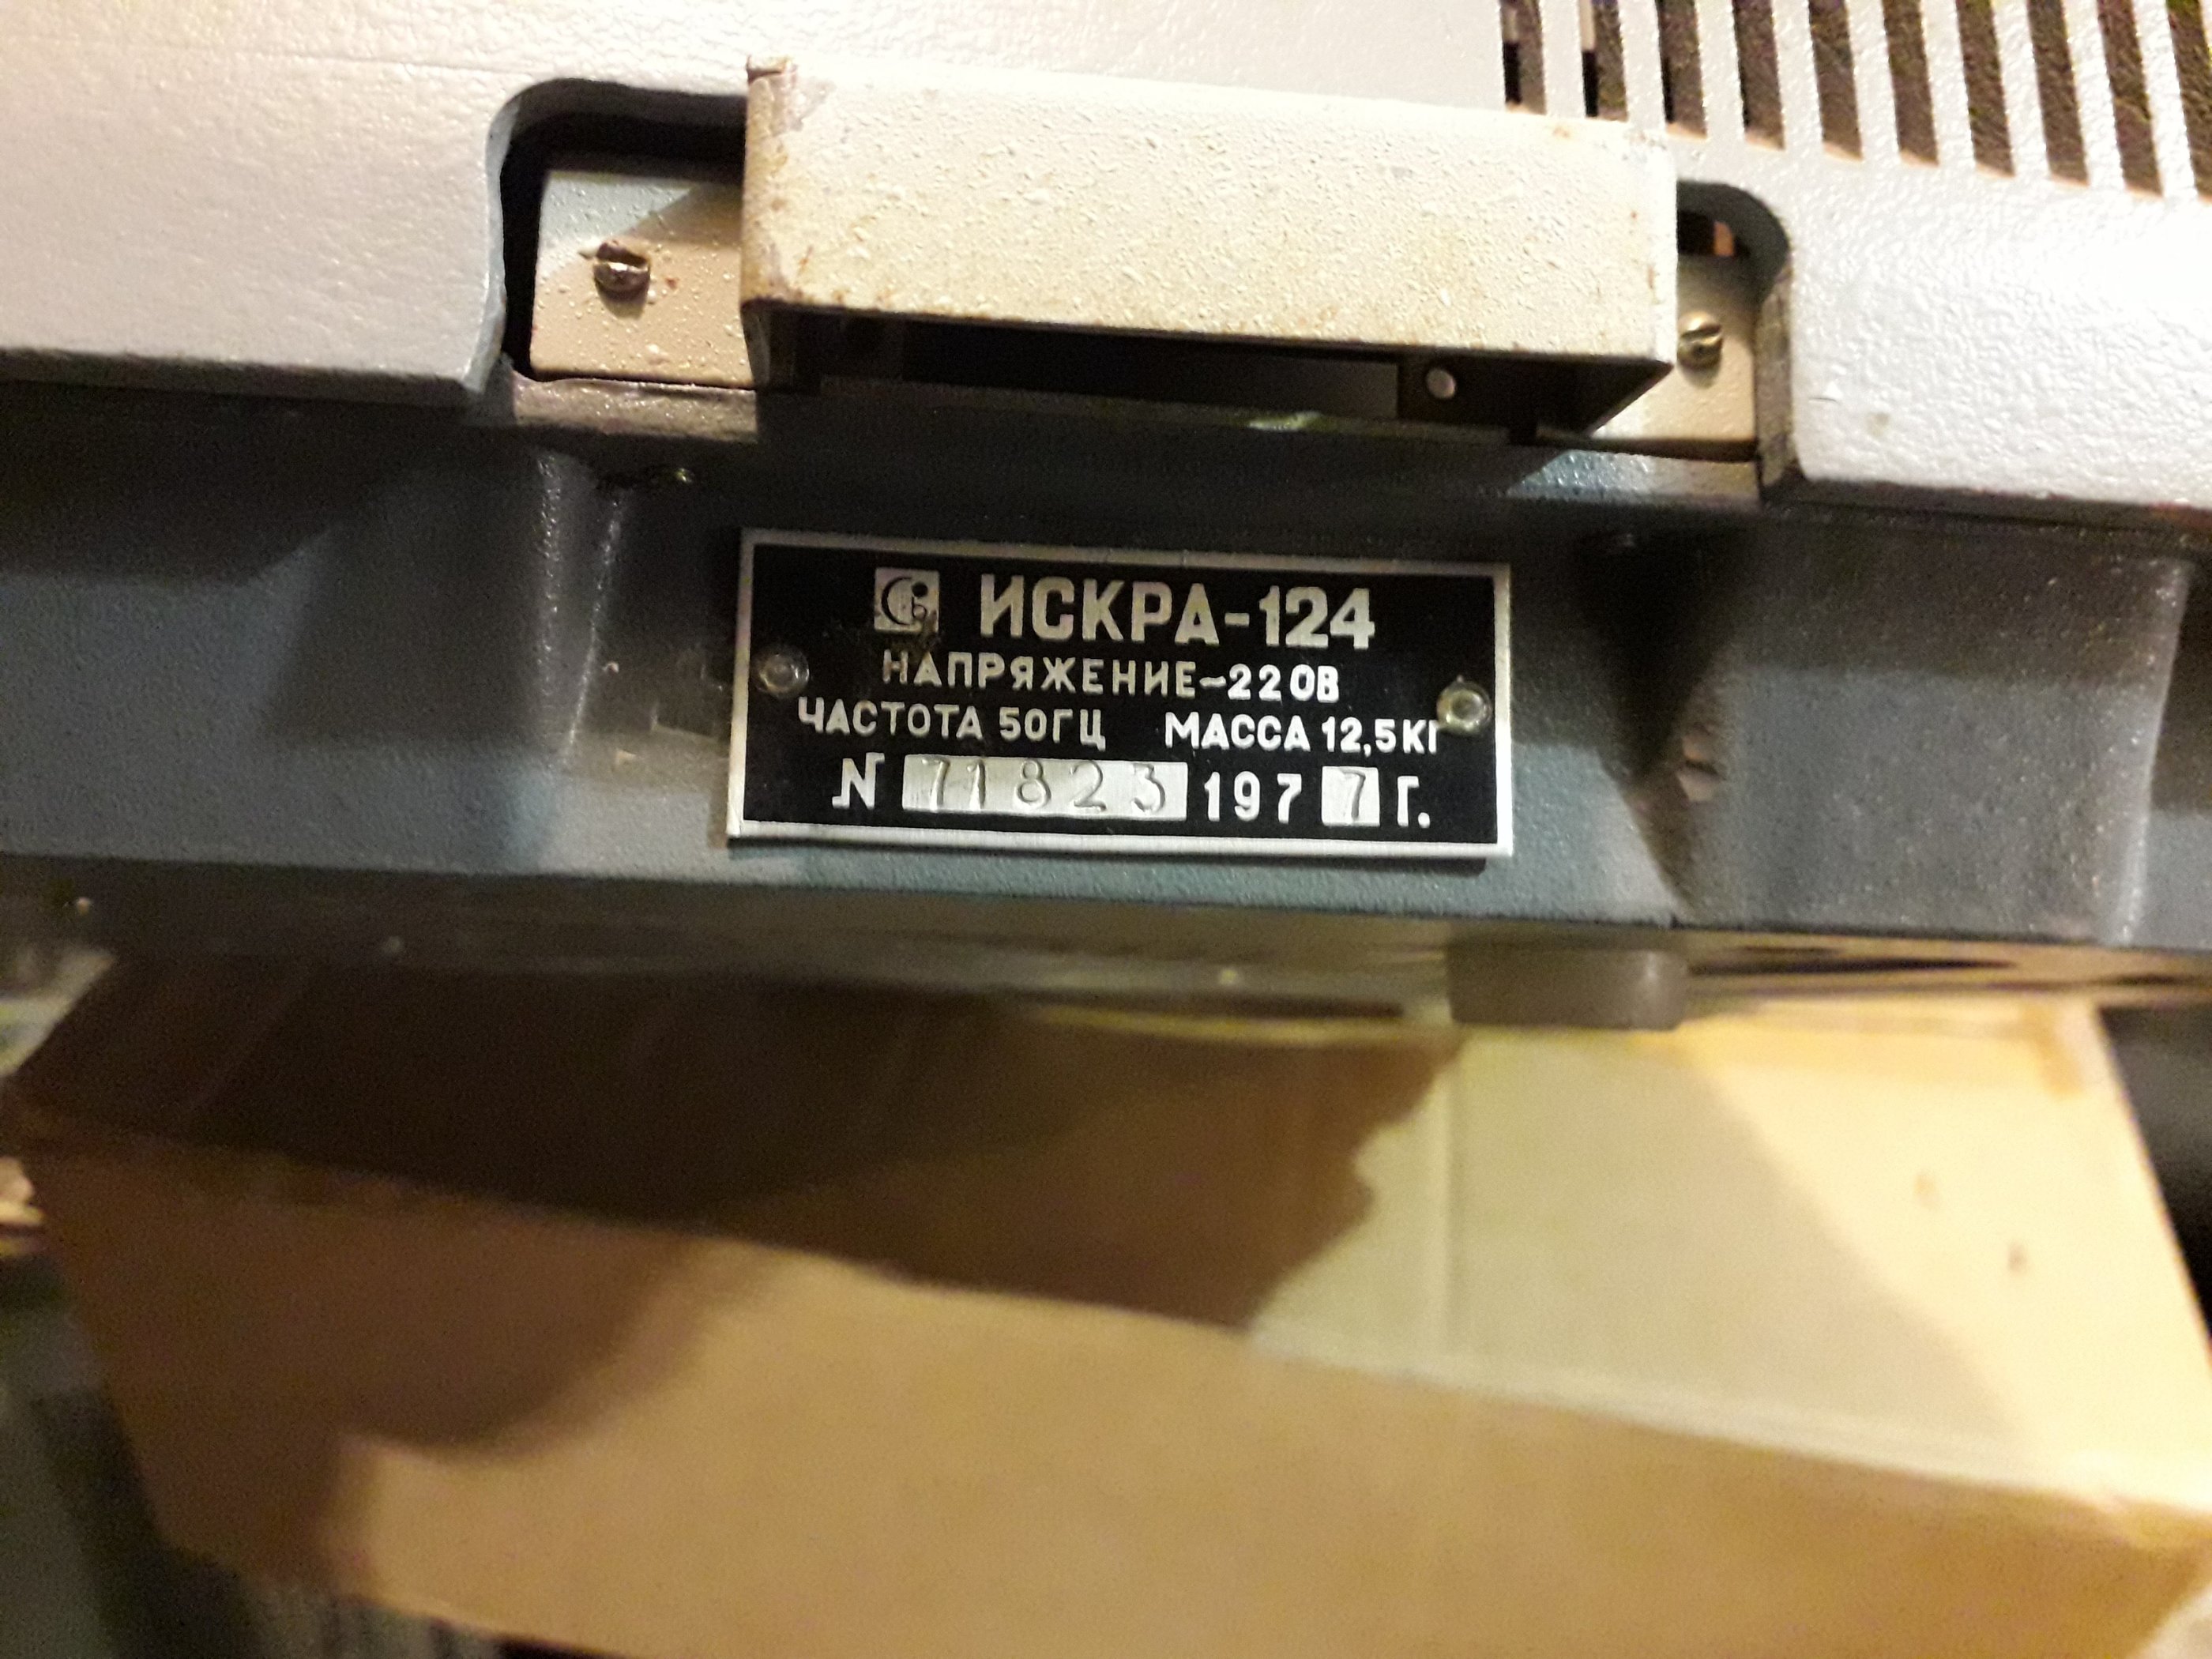 ИСКРА-124
НАПРЯЖЕНИЕ~220В
ЧАСТОТА 50ГЦ МАССА 12,5КГ
N 71823 1977 Г.